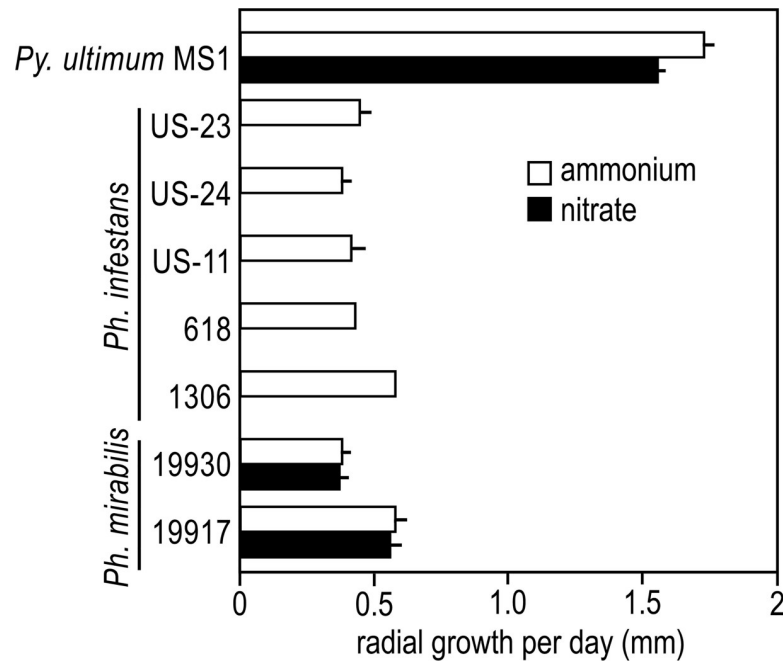 Py. ultimum MS1
Ph. infestans
US-23
US-24
US-11
618
1306
Ph. mirabilis
19930
19917
ammonium
nitrate
0 0.5 1.0 1.5 2
radial growth per day (mm)